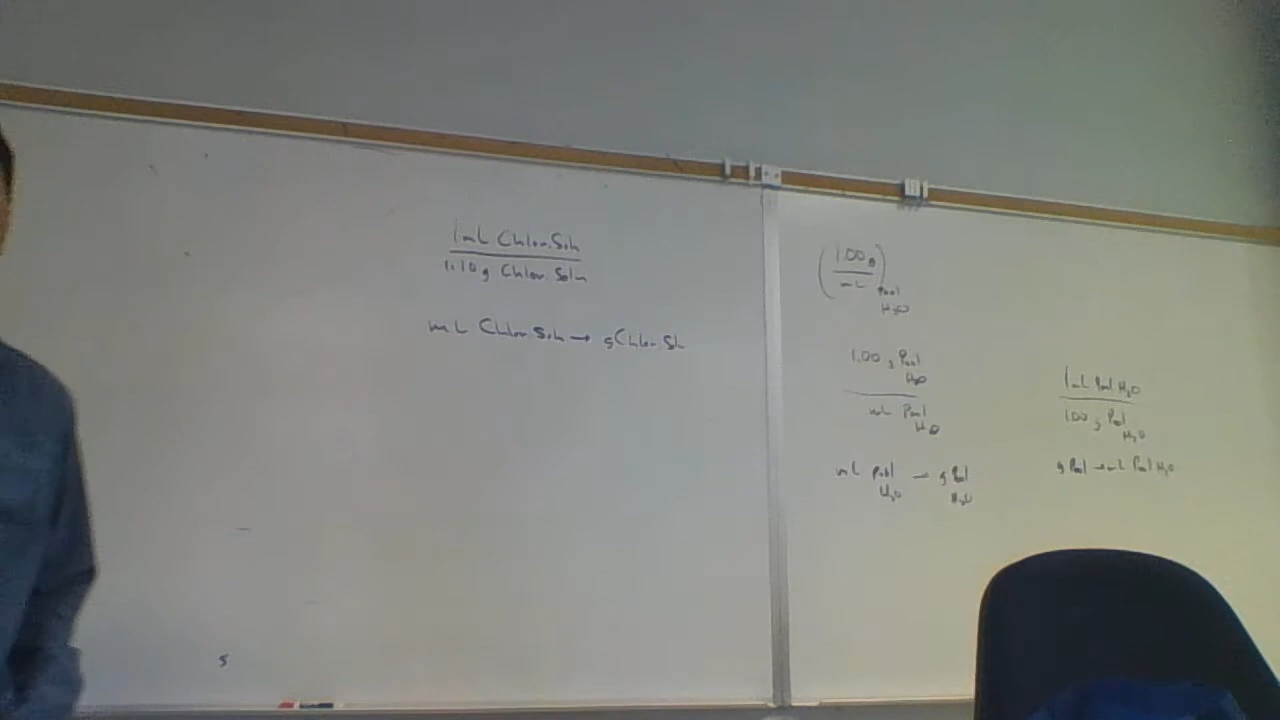 1 mL Chlor. Soln
1.10 g Chlor. Soln
mL Chlor Soln → g Chlor. Sln
(1.00 g
mL) Pool
H₂O
1.00 g Pool
H₂O
mL Pool
H₂O
mL Pool → g Pool
H₂O H₂O
1 mL Pool H₂O
1.00 g Pool
H₂O
g Pool → mL Pool H₂O
5